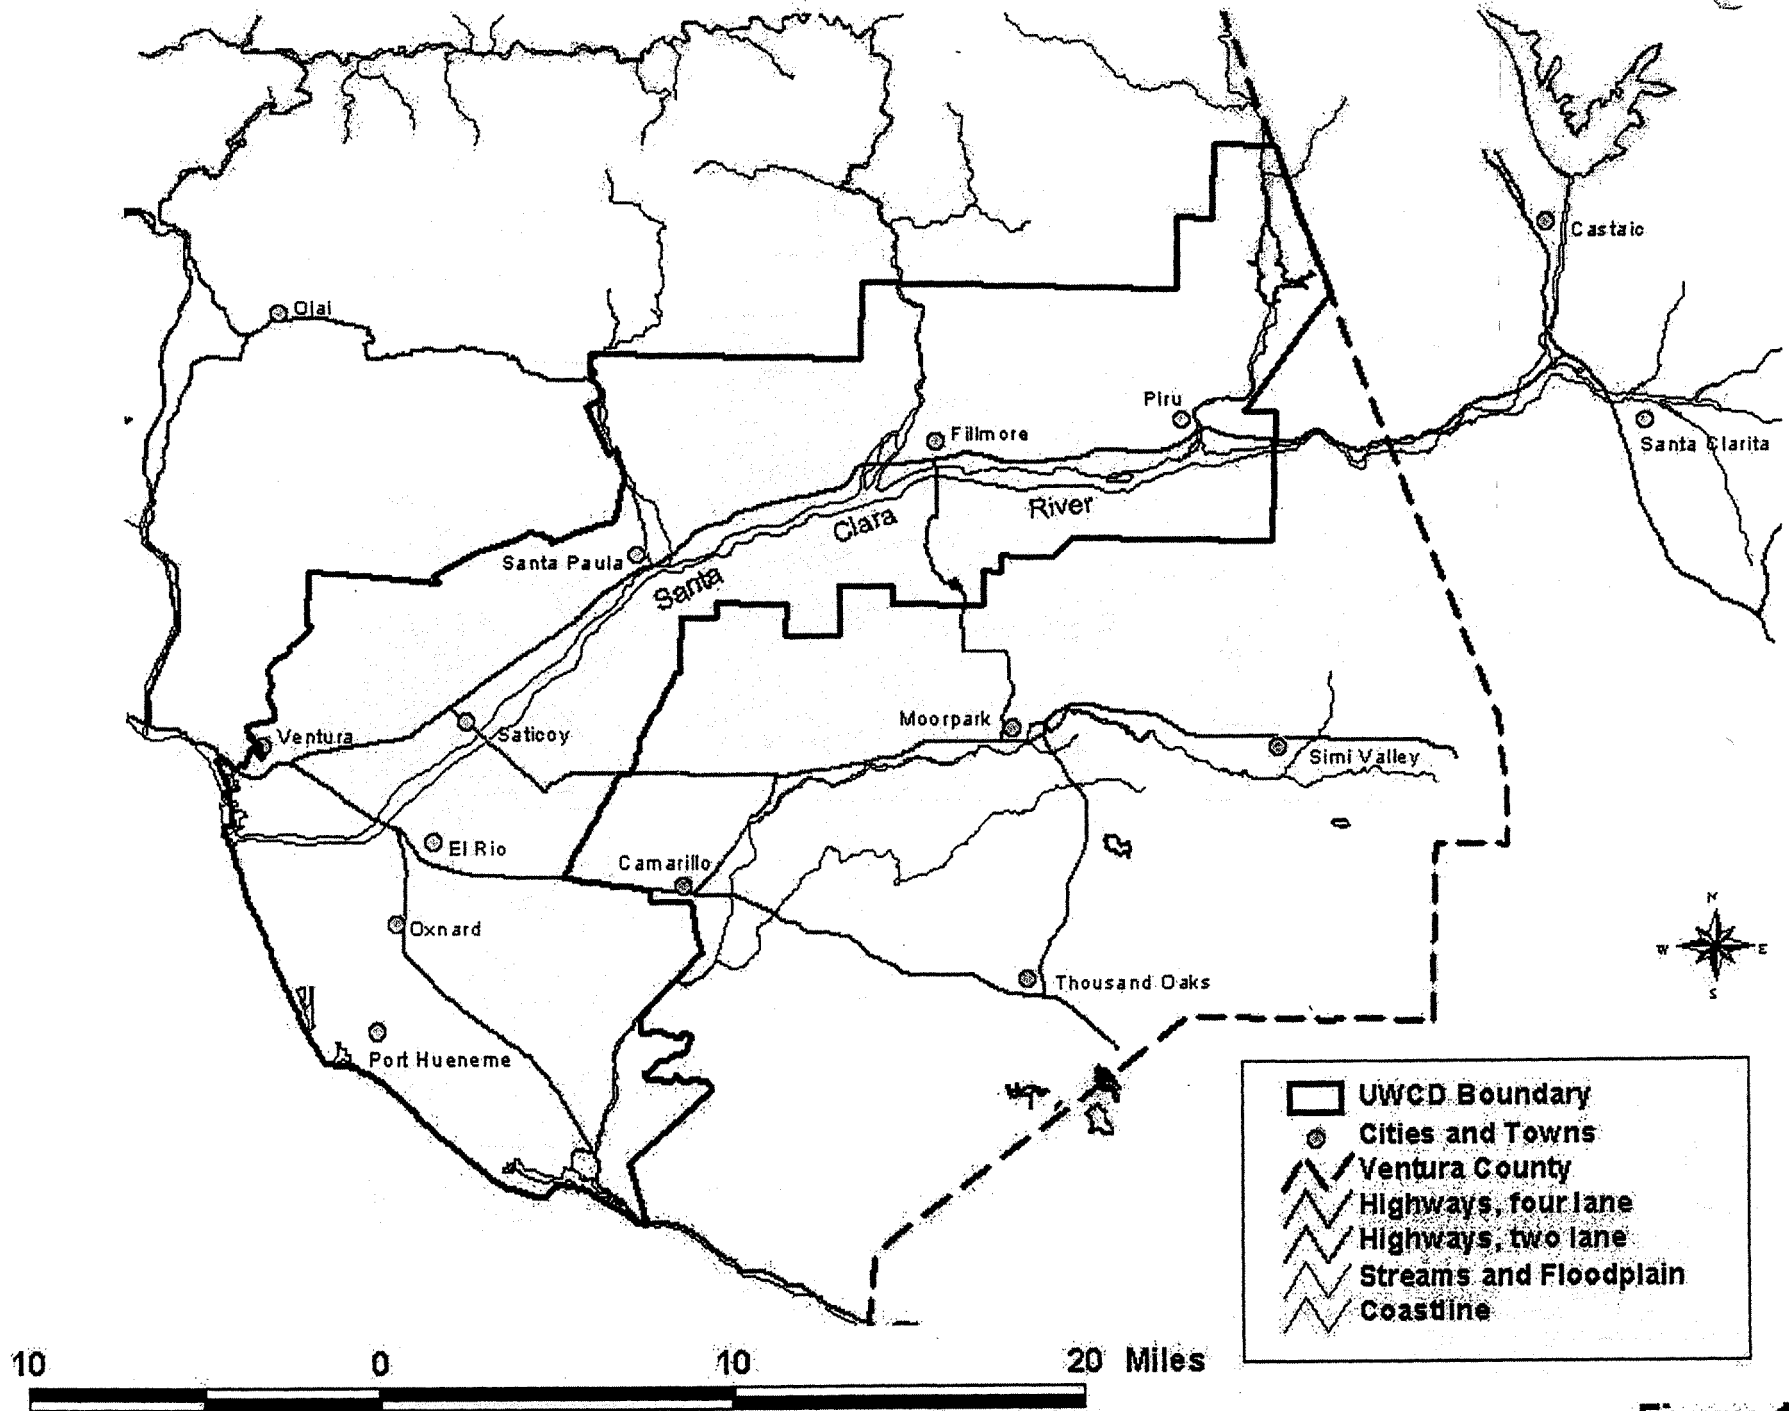 Castaic
Ojai
Piru
Fillmore
Santa Clarita
River
Clara
Santa Paula
Santa
Moorpark
Ventura
Saticoy
Simi Valley
El Rio
Camarillo
N
Oxnard
W E
Thousand Oaks
S
Port Hueneme
UWCD Boundary
Cities and Towns
Ventura County
Highways, four lane
Highways, two lane
Streams and Floodplain
Coastline
10 0 10 20 Miles